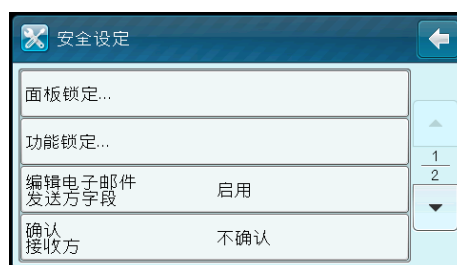 安全设定
面板锁定...
功能锁定...
编辑电子邮件
发送方字段
启用
确认
接收方
不确认
1
2